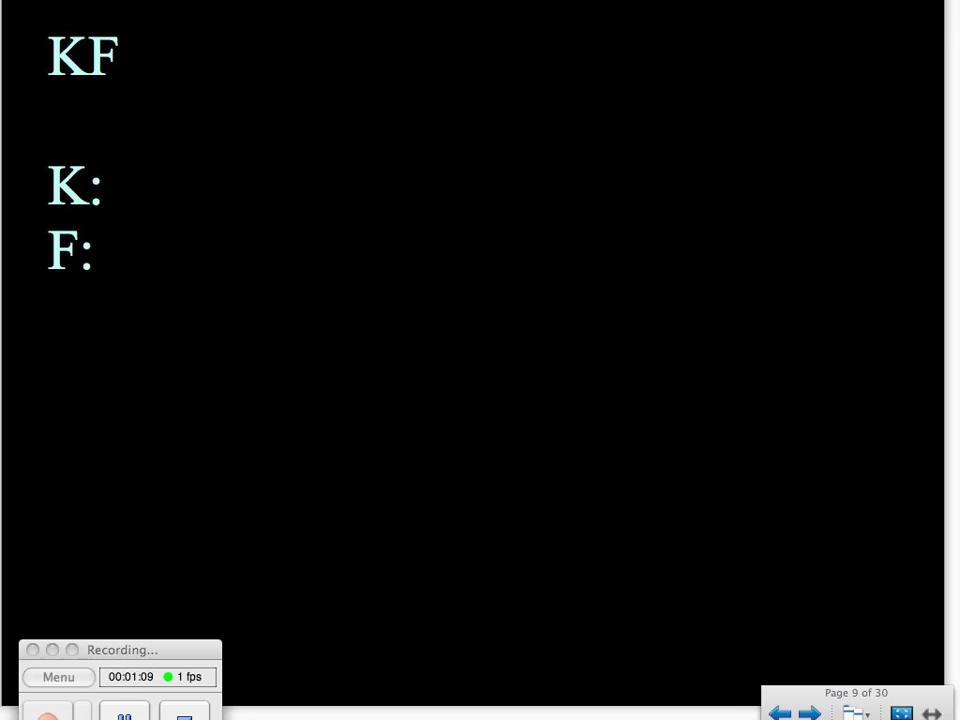 KF
K:
F:
Recording...
Menu
00:01:09
1 fps
Page 9 of 30